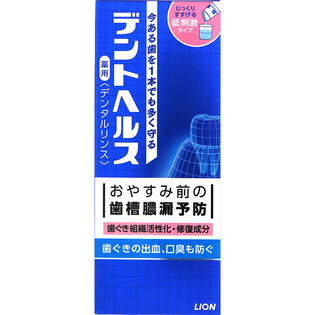 今ある歯を1本でも多く守る
デントヘルス
薬用
〈デンタルリンス〉
じっくり
すすげる
低刺激
タイプ
おやすみ前の
歯槽膿漏予防
歯ぐき組織活性化・修復成分
歯ぐきの出血、口臭も防ぐ
LION